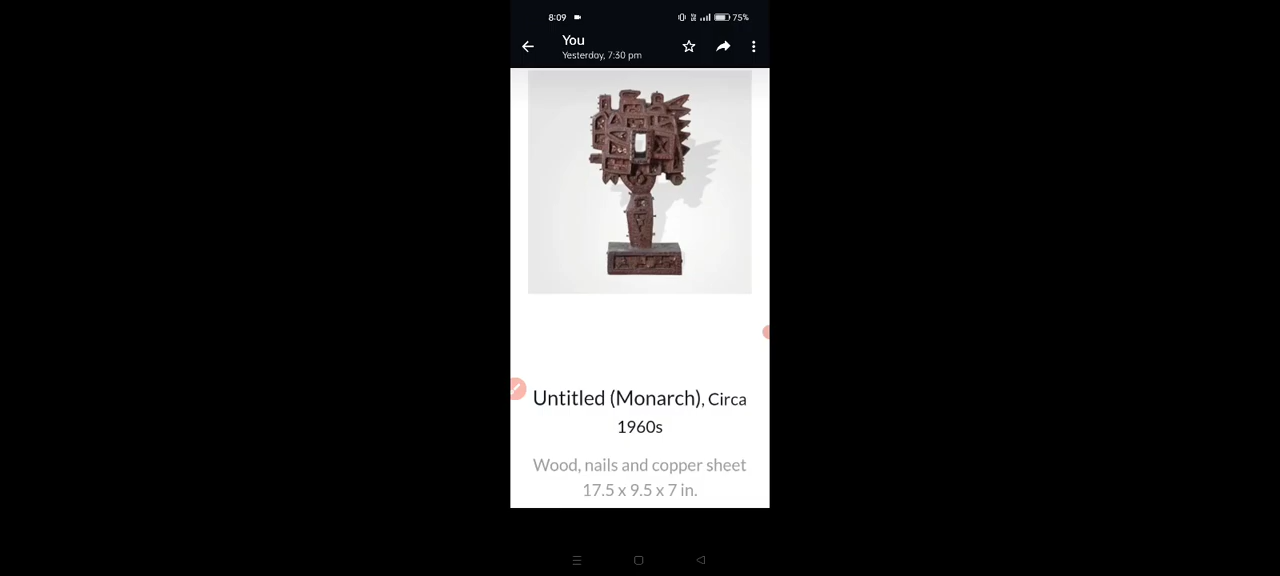 8:09 75%
You
Yesterday, 7:30 pm
Untitled (Monarch), Circa
1960s
Wood, nails and copper sheet
17.5 x 9.5 x 7 in.